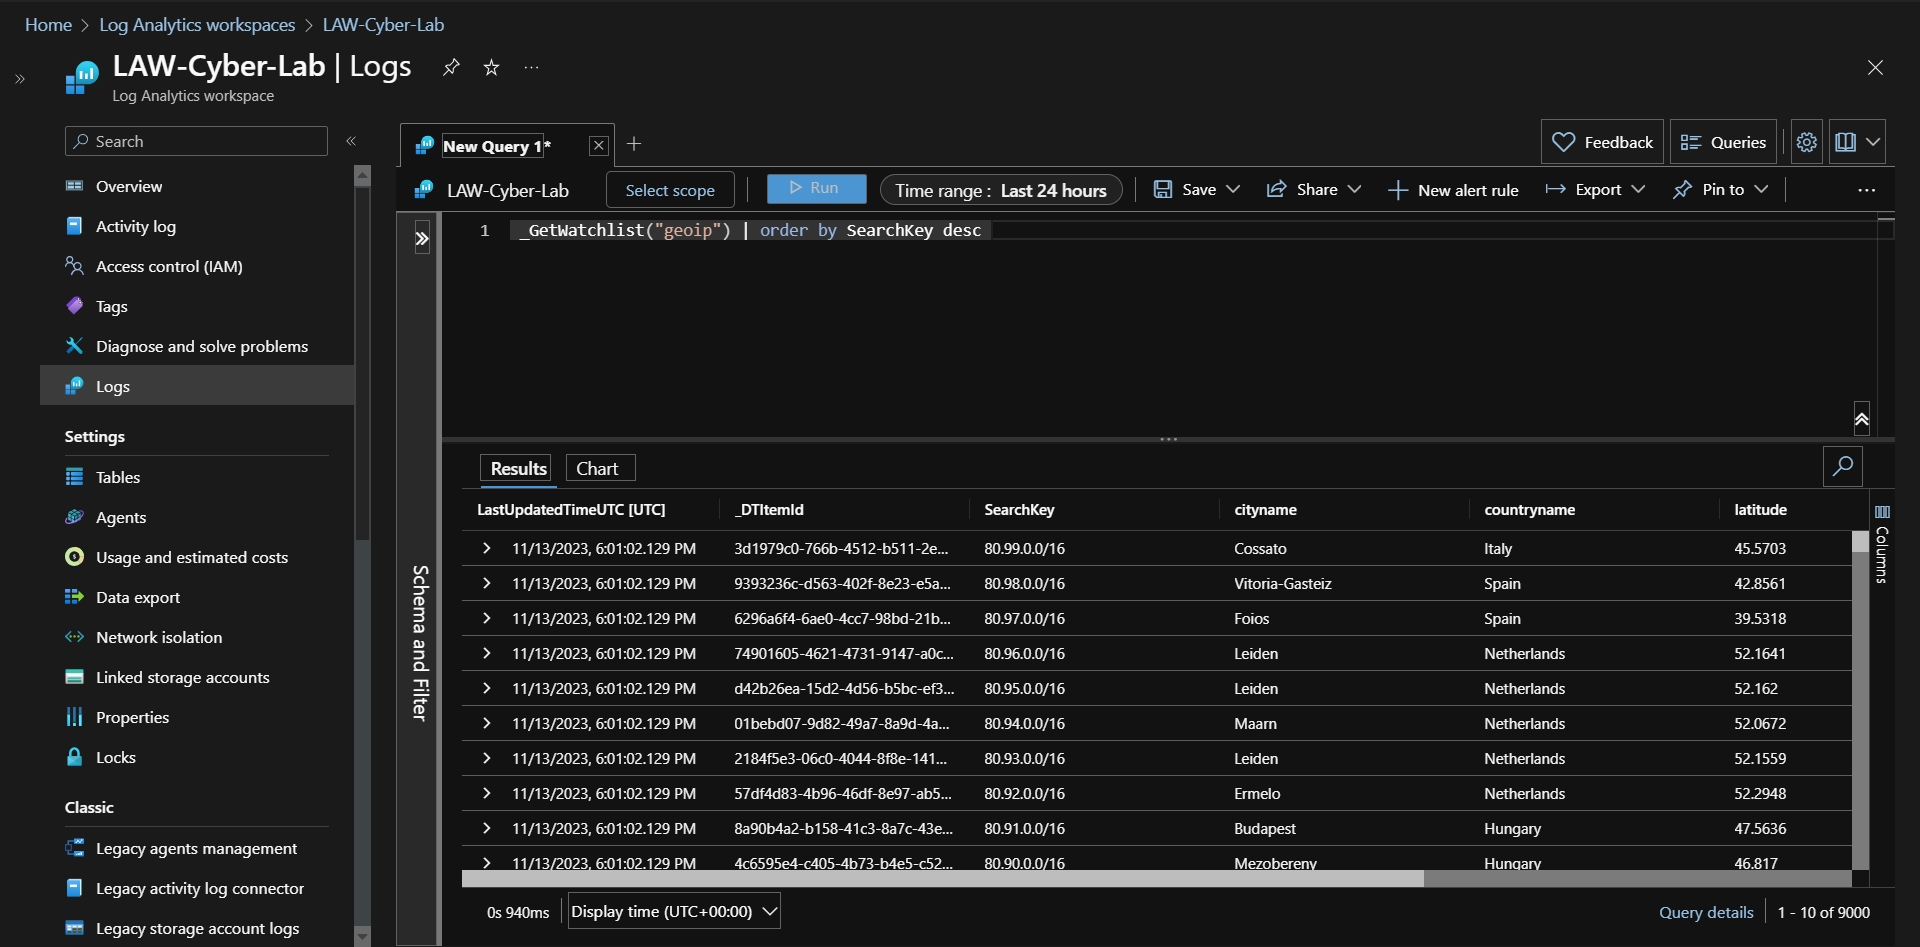 Home > Log Analytics workspaces > LAW-Cyber-Lab
LAW-Cyber-Lab | Logs
Log Analytics workspace
Search
Overview
Activity log
Access control (IAM)
Tags
Diagnose and solve problems
Logs
Settings
Tables
Agents
Usage and estimated costs
Data export
Network isolation
Linked storage accounts
Properties
Locks
Classic
Legacy agents management
Legacy activity log connector
Legacy storage account logs
New Query 1*
Feedback
Queries
LAW-Cyber-Lab
Select scope
Run
Time range : Last 24 hours
Save
Share
New alert rule
Export
Pin to
Schema and Filter
1 _GetWatchlist("geoip") | order by SearchKey desc
Results Chart
LastUpdatedTimeUTC [UTC] _DTItemId SearchKey cityname countryname latitude
11/13/2023, 6:01:02.129 PM 3d1979c0-766b-4512-b511-2e... 80.99.0.0/16 Cossato Italy 45.5703
11/13/2023, 6:01:02.129 PM 9393236c-d563-402f-8e23-e5a... 80.98.0.0/16 Vitoria-Gasteiz Spain 42.8561
11/13/2023, 6:01:02.129 PM 6296a6f4-6ae0-4cc7-98bd-21b... 80.97.0.0/16 Foios Spain 39.5318
11/13/2023, 6:01:02.129 PM 74901605-4621-4731-9147-a0c... 80.96.0.0/16 Leiden Netherlands 52.1641
11/13/2023, 6:01:02.129 PM d42b26ea-15d2-4d56-b5bc-ef3... 80.95.0.0/16 Leiden Netherlands 52.162
11/13/2023, 6:01:02.129 PM 01bebd07-9d82-49a7-8a9d-4a... 80.94.0.0/16 Maarn Netherlands 52.0672
11/13/2023, 6:01:02.129 PM 2184f5e3-06c0-4044-8f8e-141... 80.93.0.0/16 Leiden Netherlands 52.1559
11/13/2023, 6:01:02.129 PM 57df4d83-4b96-46df-8e97-ab5... 80.92.0.0/16 Ermelo Netherlands 52.2948
11/13/2023, 6:01:02.129 PM 8a90b4a2-b158-41c3-8a7c-43e... 80.91.0.0/16 Budapest Hungary 47.5636
11/13/2023, 6:01:02.129 PM 4c6595e4-c405-4b73-b4e5-c52... 80.90.0.0/16 Mezobereny Hungary 46.817
Columns
0s 940ms
Display time (UTC+00:00)
Query details
1 - 10 of 9000